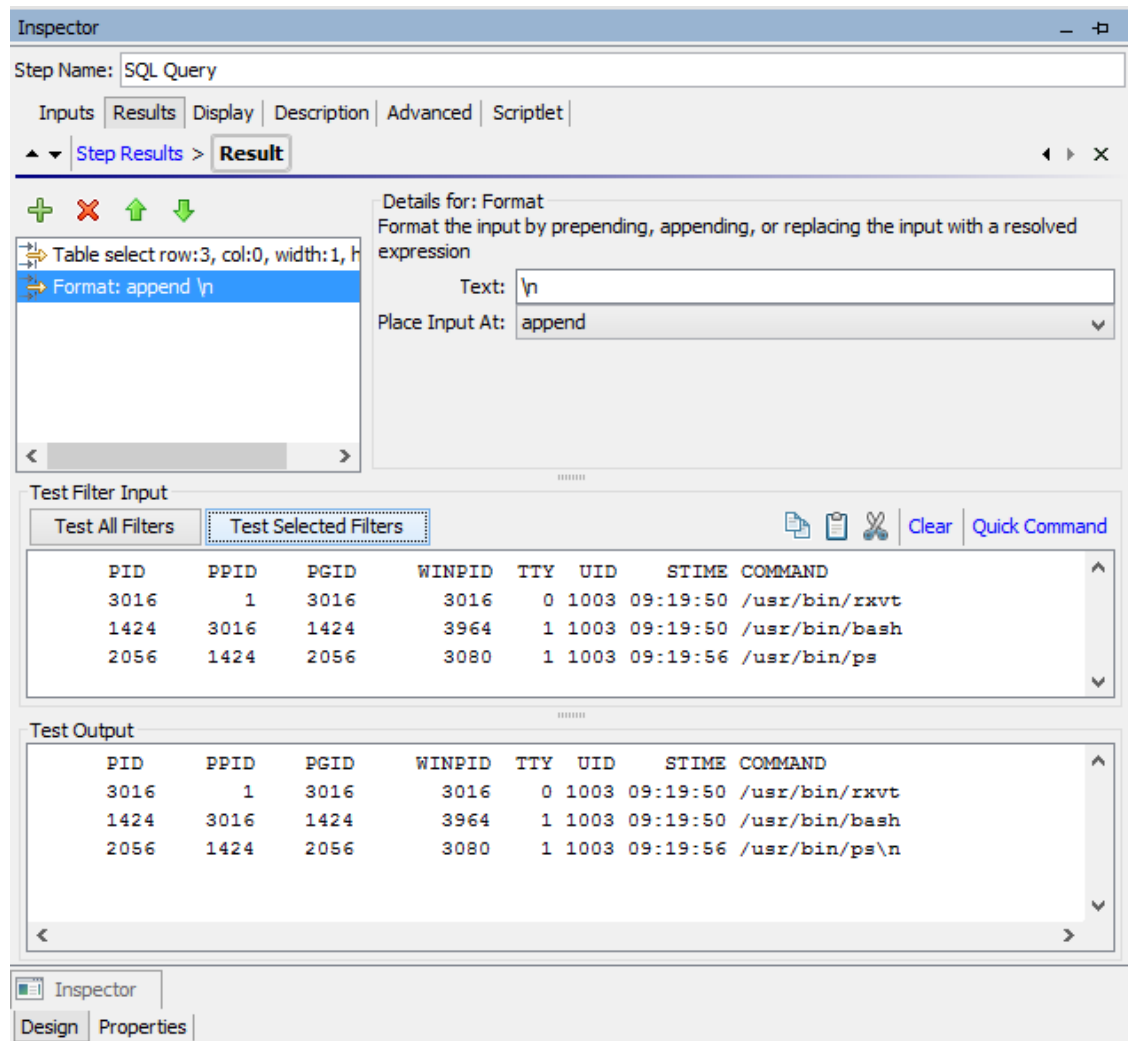 Inspector
Step Name: SQL Query
Inputs Results Display Description Advanced Scriptlet
Step Results > Result
Details for: Format
Format the input by prepending, appending, or replacing the input with a resolved
expression
Table select row:3, col:0, width:1, h
Format: append \n
Text: \n
Place Input At: append
Test Filter Input
Test All Filters Test Selected Filters Clear Quick Command
PID PPID PGID WINPID TTY UID STIME COMMAND
3016 1 3016 3016 0 1003 09:19:50 /usr/bin/rxvt
1424 3016 1424 3964 1 1003 09:19:50 /usr/bin/bash
2056 1424 2056 3080 1 1003 09:19:56 /usr/bin/ps
Test Output
PID PPID PGID WINPID TTY UID STIME COMMAND
3016 1 3016 3016 0 1003 09:19:50 /usr/bin/rxvt
1424 3016 1424 3964 1 1003 09:19:50 /usr/bin/bash
2056 1424 2056 3080 1 1003 09:19:56 /usr/bin/ps\n
Inspector
Design Properties